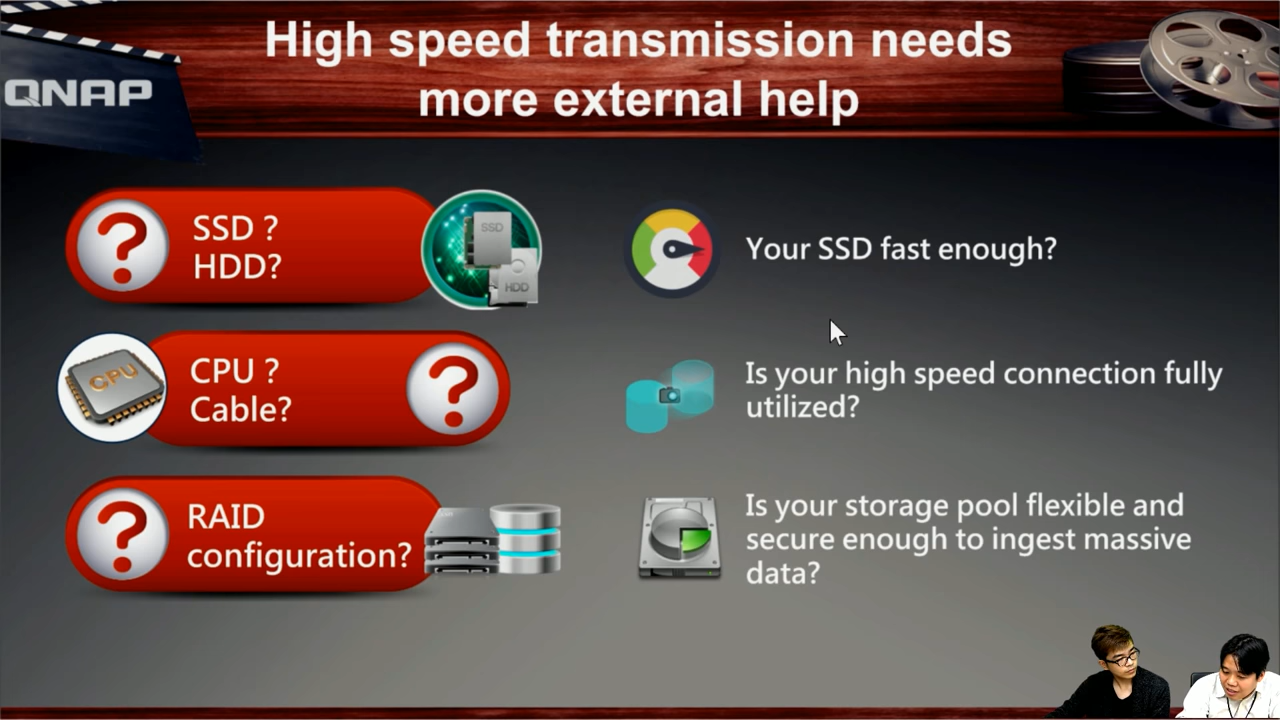 High speed transmission needs
more external help
QNAP
SSD ?
HDD?
SSD
HDD
Your SSD fast enough?
CPU
CPU ?
Cable?
Is your high speed connection fully
utilized?
RAID
configuration?
Is your storage pool flexible and
secure enough to ingest massive
data?